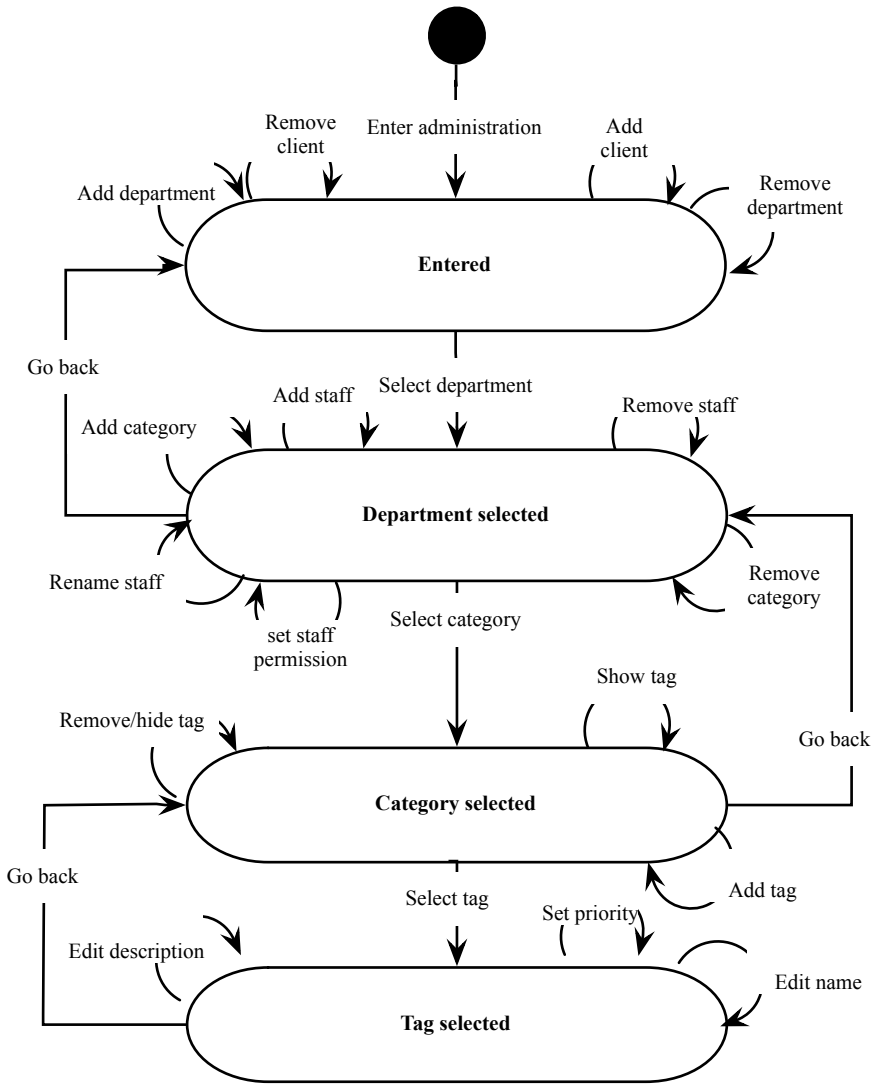 Remove
client
Enter administration
Add
client
Add department
Remove
department
Entered
Go back
Select department
Add staff
Remove staff
Add category
Department selected
Rename staff
Remove
category
Select category
set staff
permission
Show tag
Remove/hide tag
Go back
Category selected
Go back
Select tag
Add tag
Set priority
Edit description
Edit name
Tag selected